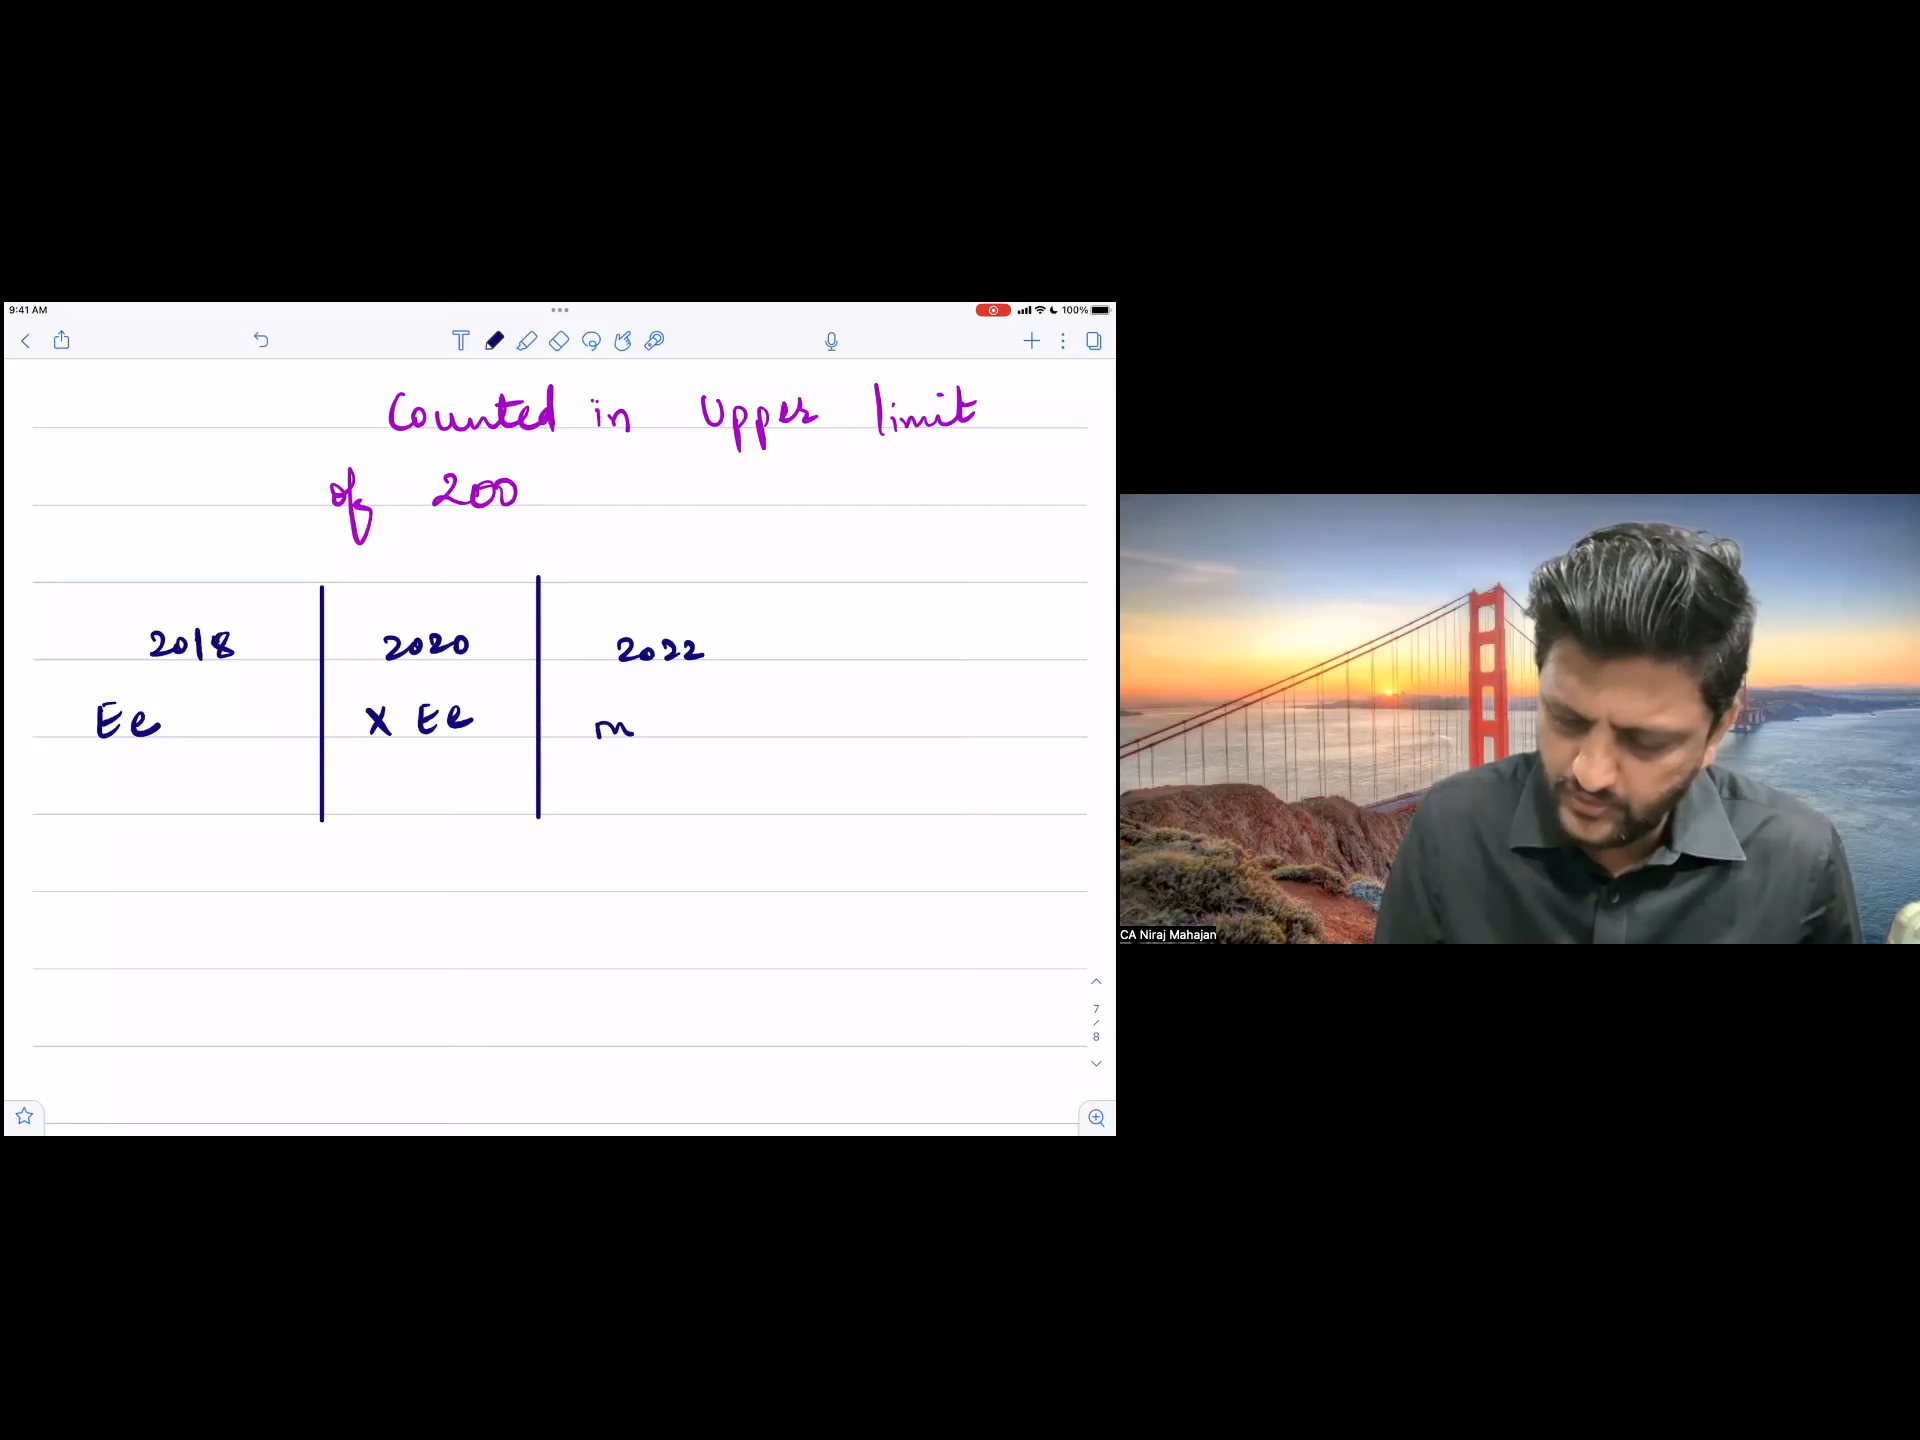 9:41 AM
100%
Counted in Upper limit
of 200
2018 2020 2022
Ee X Ee m
CA Niraj Mahajan
7
/
8